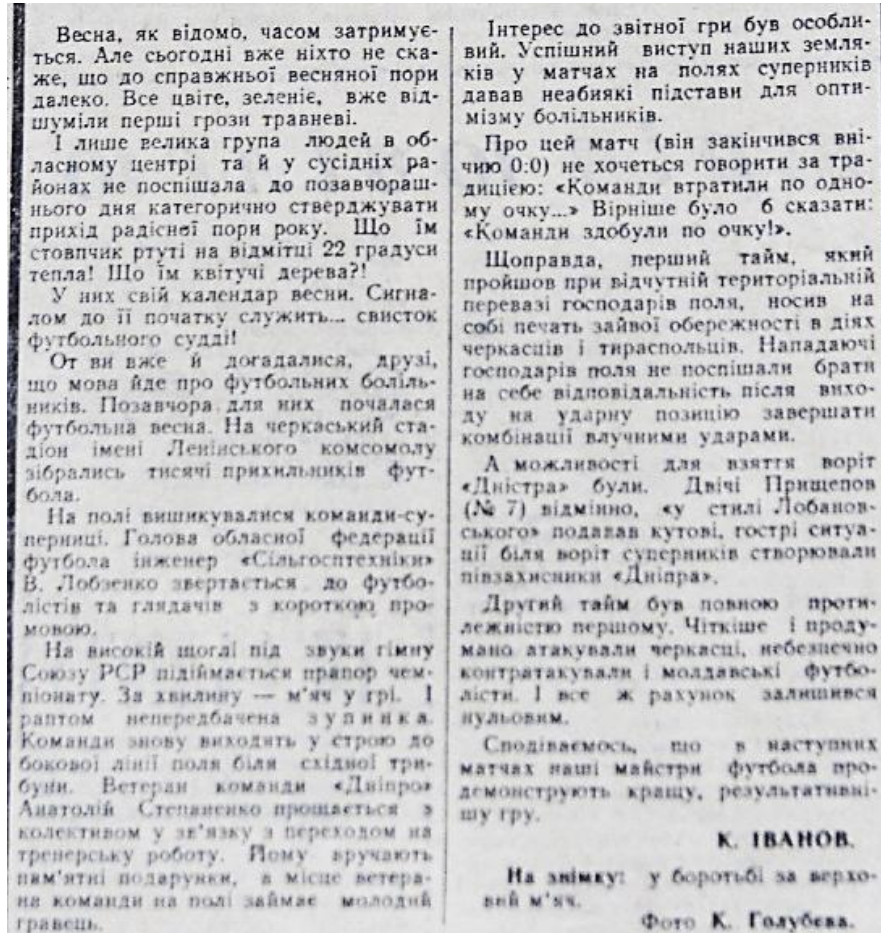 Весна, як відомо, часом затримує-
ться. Але сьогодні вже ніхто не ска-
же, що до справжньої весняної пори
далеко. Все цвіте, зеленіє, вже від-
шуміли перші грози травневі.
І лише велика група людей в об-
ласному центрі та й у сусідніх ра-
йонах не поспішала до позавчораш-
нього дня категорично стверджувати
прихід радісної пори року. Що їм
стовпчик ртуті на відмітці 22 градуси
тепла! Що їм квітучі дерева?!
У них свій календар весни. Сигна-
лом до її початку служить... свисток
футбольного судді!
От ви вже й догадалися, друзі,
що мова йде про футбольних боліль-
ників. Позавчора для них почалася
футбольна весна. На черкаський ста-
діон імені Ленінського комсомолу
зібрались тисячі прихильників фут-
бола.
На полі вишикувалися команди-су-
перниці. Голова обласної федерації
футбола інженер «Сільгосптехніки»
В. Лобзенко звертається до футбо-
лістів та глядачів з короткою про-
мовою.
На високій щоглі під звуки гімну
Союзу РСР підіймається прапор чем-
піонату. За хвилину — м'яч у грі. І
раптом непередбачена зупинка.
Команди знову виходять у строю до
бокової лінії поля біля східної три-
буни. Ветеран команди «Дніпро»
Анатолій Степаненко прощається з
колективом у зв'язку з переходом на
тренерську роботу. Йому вручають
пам'ятні подарунки, а місце ветера-
на команди на полі займає молодий
гравець.
Інтерес до звітної гри був особли-
вий. Успішний виступ наших земля-
ків у матчах на полях суперників
давав неабиякі підстави для опти-
мізму болільників.
Про цей матч (він закінчився вні-
чию 0:0) не хочеться говорити за тра-
дицією: «Команди втратили по одно-
му очку...» Вірніше було б сказати:
«Команди здобули по очку!».
Щоправда, перший тайм, який
пройшов при відчутній територіальній
перевазі господарів поля, носив на
собі печать зайвої обережності в діях
черкасців і тираспольців. Нападаючі
господарів поля не поспішали брати
на себе відповідальність після вихо-
ду на ударну позицію завершати
комбінації влучними ударами.
А можливості для взяття воріт
«Дністра» були. Двічі Прищепов
(№ 7) відмінно, «у стилі Лобанов-
ського» подавав кутові, гострі ситуа-
ції біля воріт суперників створювали
півзахисники «Дніпра».
Другий тайм був повною проти-
лежністю першому. Чіткіше і проду-
мано атакували черкасці, небезпечно
контратакували і молдавські футбо-
лісти. І все ж рахунок залишився
нульовим.
Сподіваємось, що в наступних
матчах наші майстри футбола про-
демонструють кращу, результативні-
шу гру.
К. ІВАНОВ.
На знімку: у боротьбі за верхо-
вий м'яч.
Фото К. Голубєва.